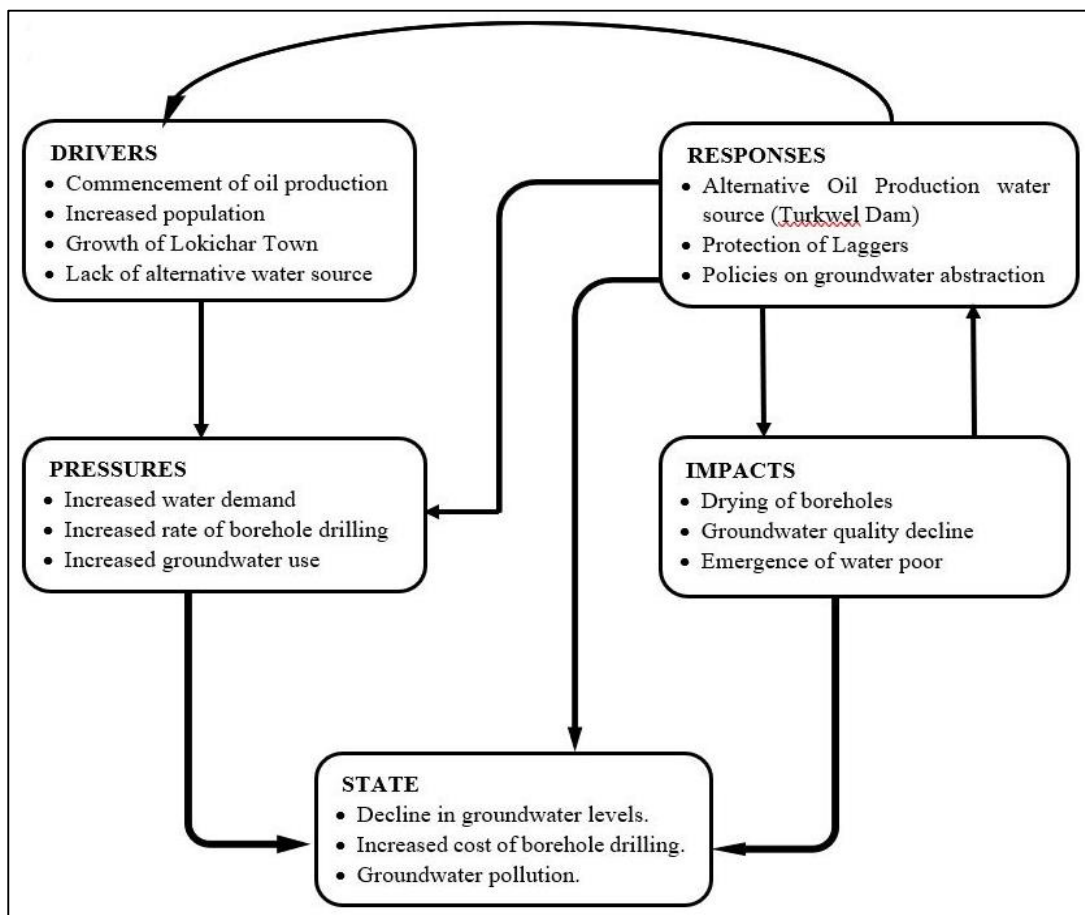 DRIVERS
• Commencement of oil production
• Increased population
• Growth of Lokichar Town
• Lack of alternative water source
RESPONSES
• Alternative Oil Production water
source (Turkwel Dam)
• Protection of Laggers
• Policies on groundwater abstraction
PRESSURES
• Increased water demand
• Increased rate of borehole drilling
• Increased groundwater use
IMPACTS
• Drying of boreholes
• Groundwater quality decline
• Emergence of water poor
STATE
• Decline in groundwater levels.
• Increased cost of borehole drilling.
• Groundwater pollution.